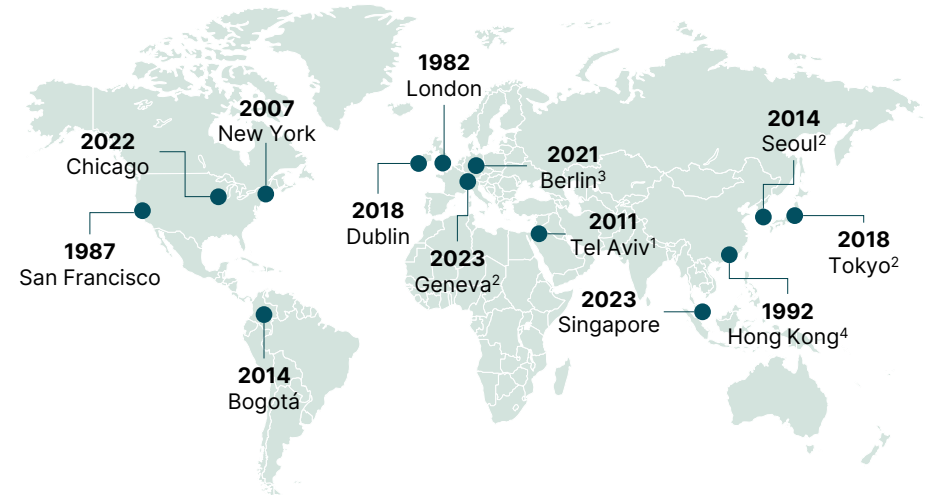 1982
London
2007
New York
2022
Chicago
2014
Seoul²
2021
Berlin³
2018
Dublin
2011
Tel Aviv¹
1987
San Francisco
2023
Geneva²
2018
Tokyo²
2023
Singapore
1992
Hong Kong⁴
2014
Bogotá